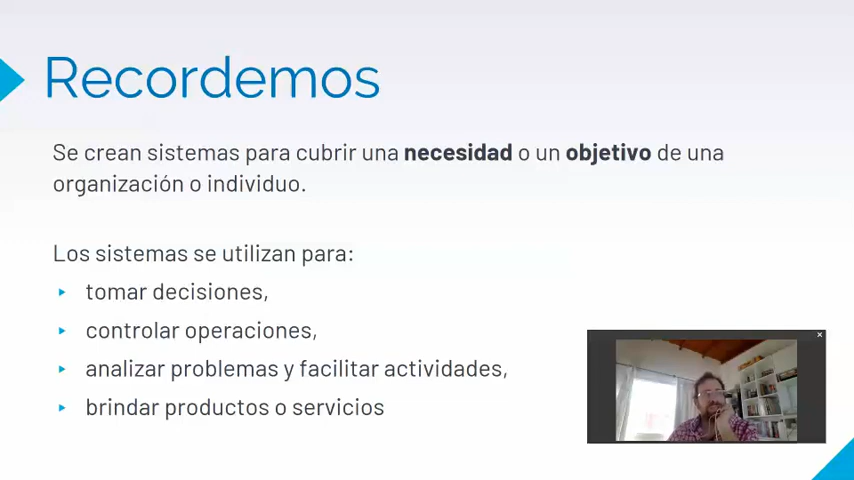 Recordemos
Se crean sistemas para cubrir una necesidad o un objetivo de una
organización o individuo.
Los sistemas se utilizan para:
tomar decisiones,
controlar operaciones,
analizar problemas y facilitar actividades,
brindar productos o servicios